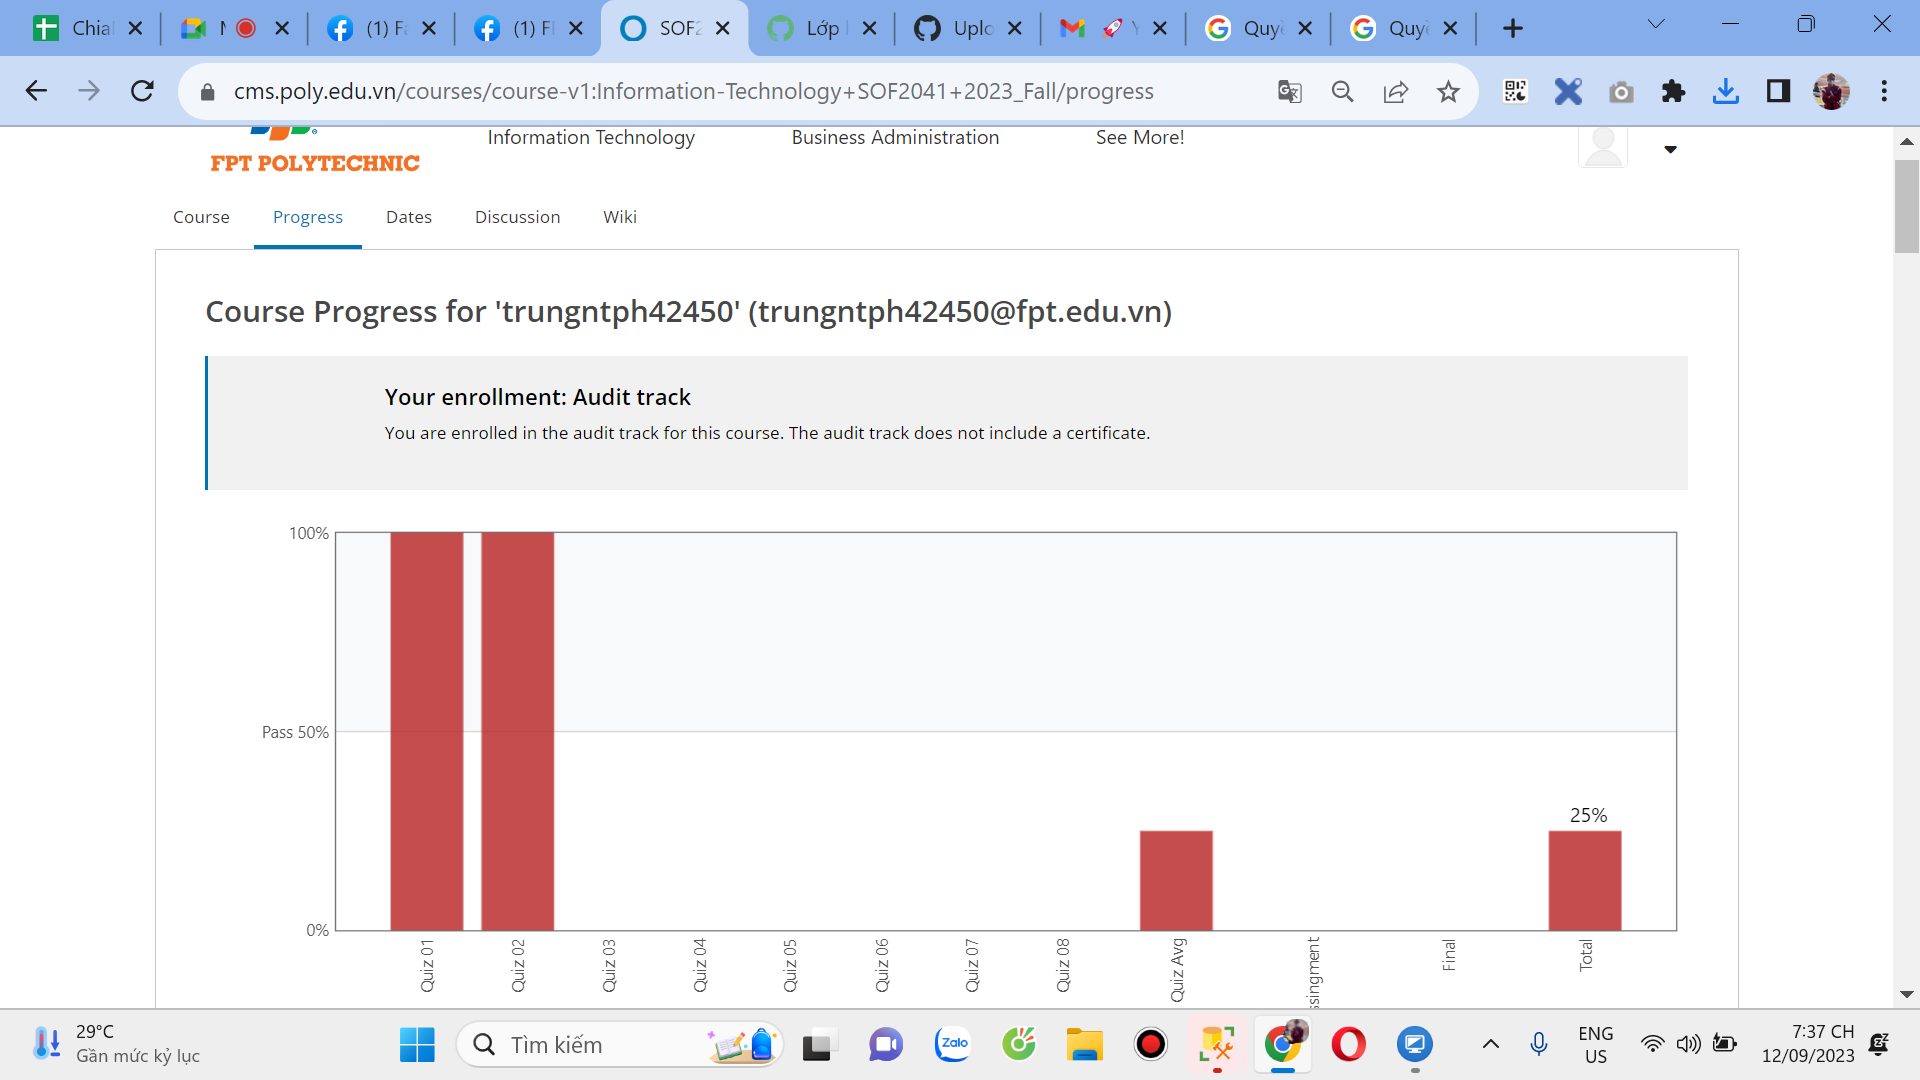 Chia
(1) Fa
(1) Fl
SOF2
Lớp
Uplo
Quy
Quy
cms.poly.edu.vn/courses/course-v1:Information-Technology+SOF2041+2023_Fall/progress
FPT POLYTECHNIC
Information Technology
Business Administration
See More!
Course
Progress
Dates
Discussion
Wiki
Course Progress for 'trungntph42450' (trungntph42450@fpt.edu.vn)
Your enrollment: Audit track
You are enrolled in the audit track for this course. The audit track does not include a certificate.
100%
Pass 50%
0%
25%
Quiz 01
Quiz 02
Quiz 03
Quiz 04
Quiz 05
Quiz 06
Quiz 07
Quiz 08
Quiz Avg
ssingment
Final
Total
29°C
Gần mức kỷ lục
Tìm kiếm
Zalo
ENG
US
7:37 CH
12/09/2023